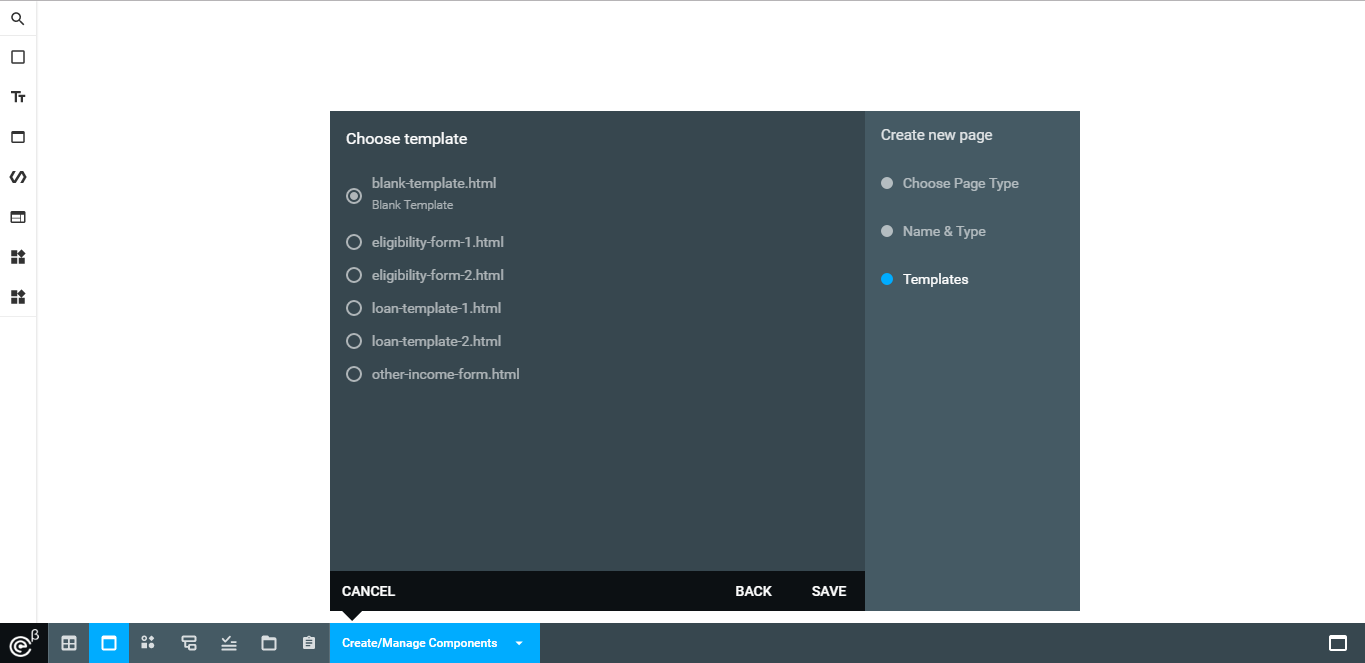 Tт
Choose template
blank-template.html
Blank Template
eligibility-form-1.html
eligibility-form-2.html
loan-template-1.html
loan-template-2.html
other-income-form.html
CANCEL
BACK
SAVE
Create new page
Choose Page Type
Name & Type
Templates
e β
Create/Manage Components